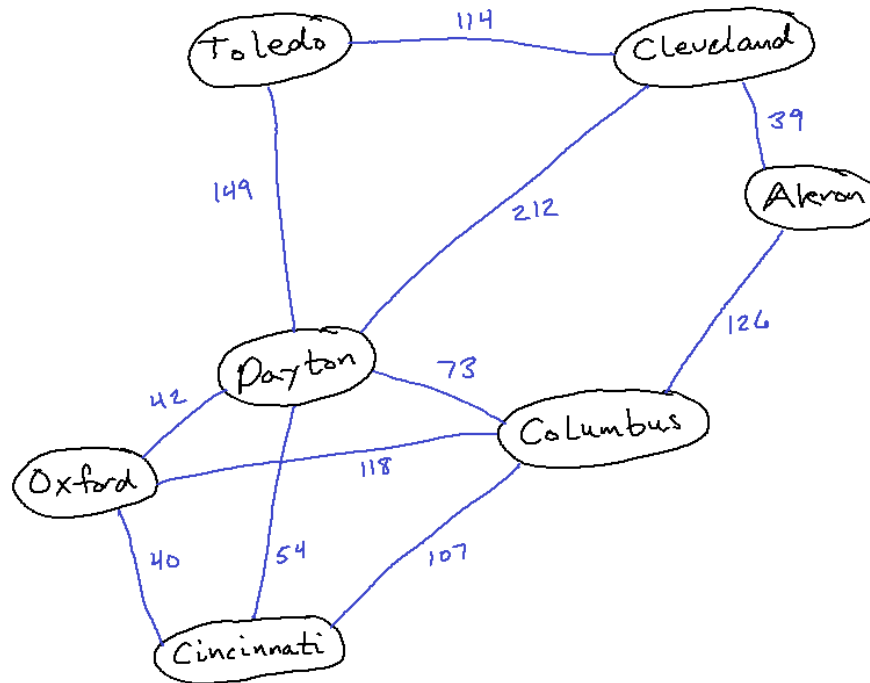 Toledo
114
Cleveland
39
149
212
Akron
126
Dayton
73
42
Columbus
118
Oxford
40
54
107
Cincinnati